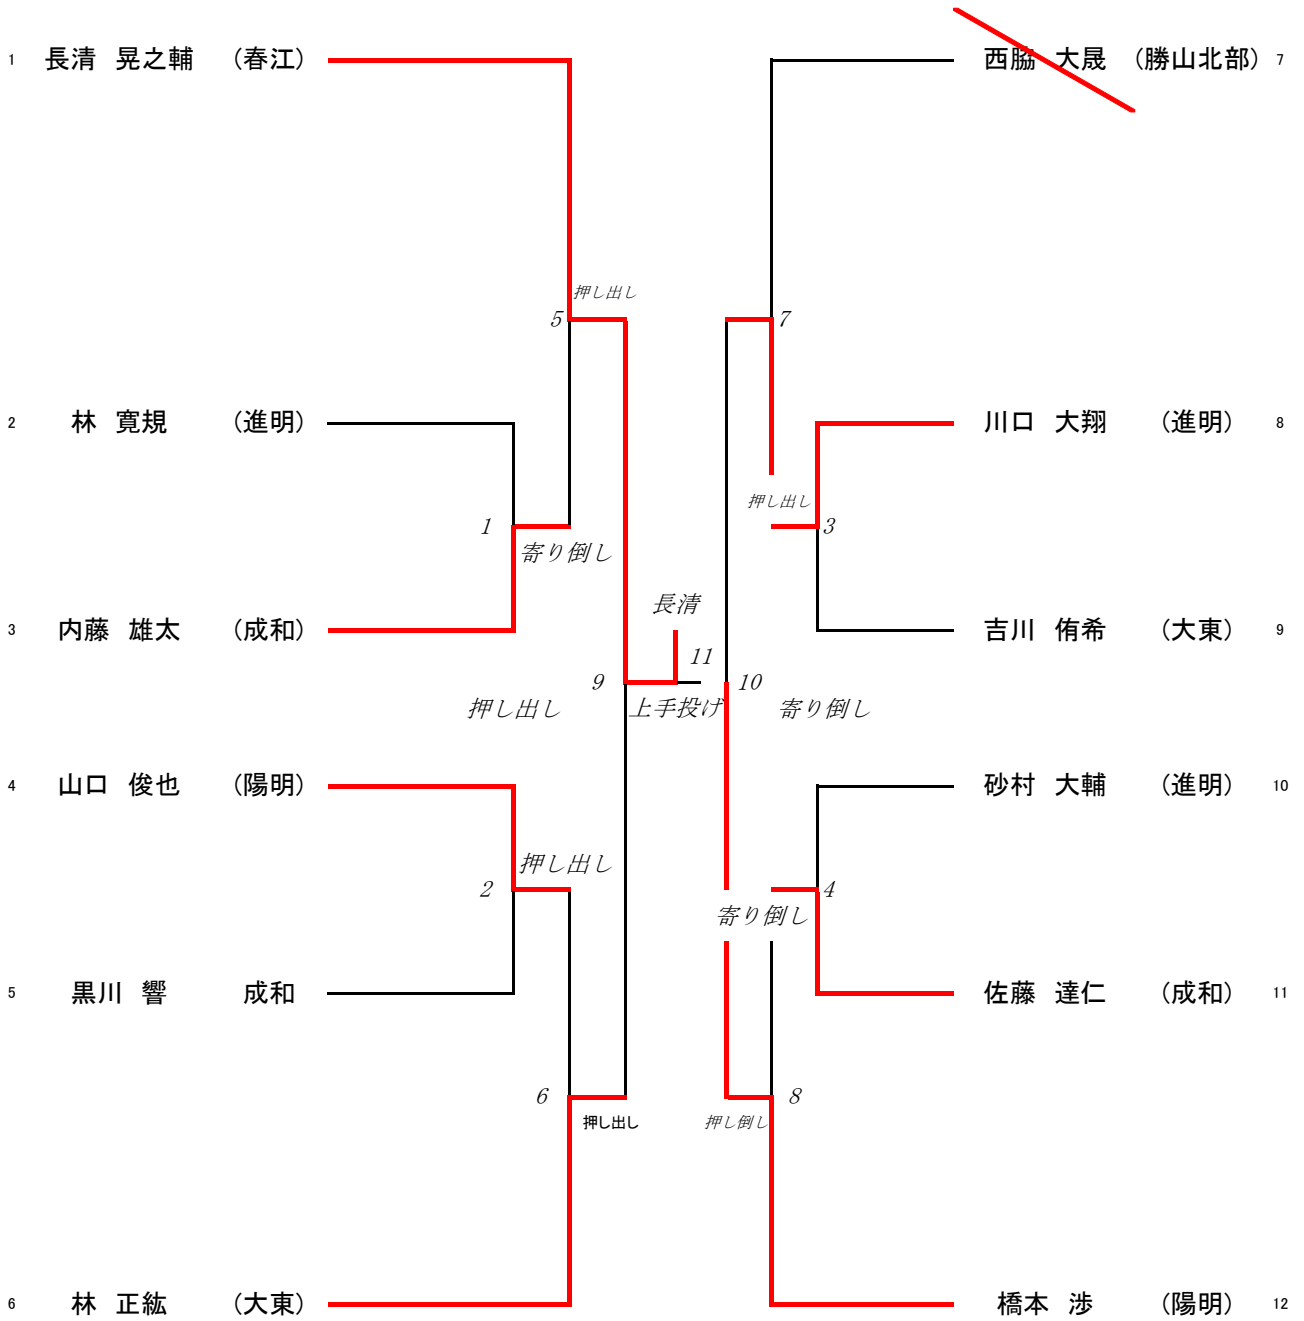 1 長清 晃之輔 (春江)
西脇 大晟 (勝山北部) 7
押し出し
5
7
2 林 寛規 (進明)
川口 大翔 (進明) 8
押し出し
1
3
寄り倒し
長清
3 内藤 雄太 (成和)
吉川 侑希 (大東) 9
11
9
10
押し出し
上手投げ
寄り倒し
4 山口 俊也 (陽明)
砂村 大輔 (進明) 10
押し出し
2
4
寄り倒し
5 黒川 響 成和
佐藤 達仁 (成和) 11
6
8
押し出し
押し倒し
6 林 正紘 (大東)
橋本 渉 (陽明) 12